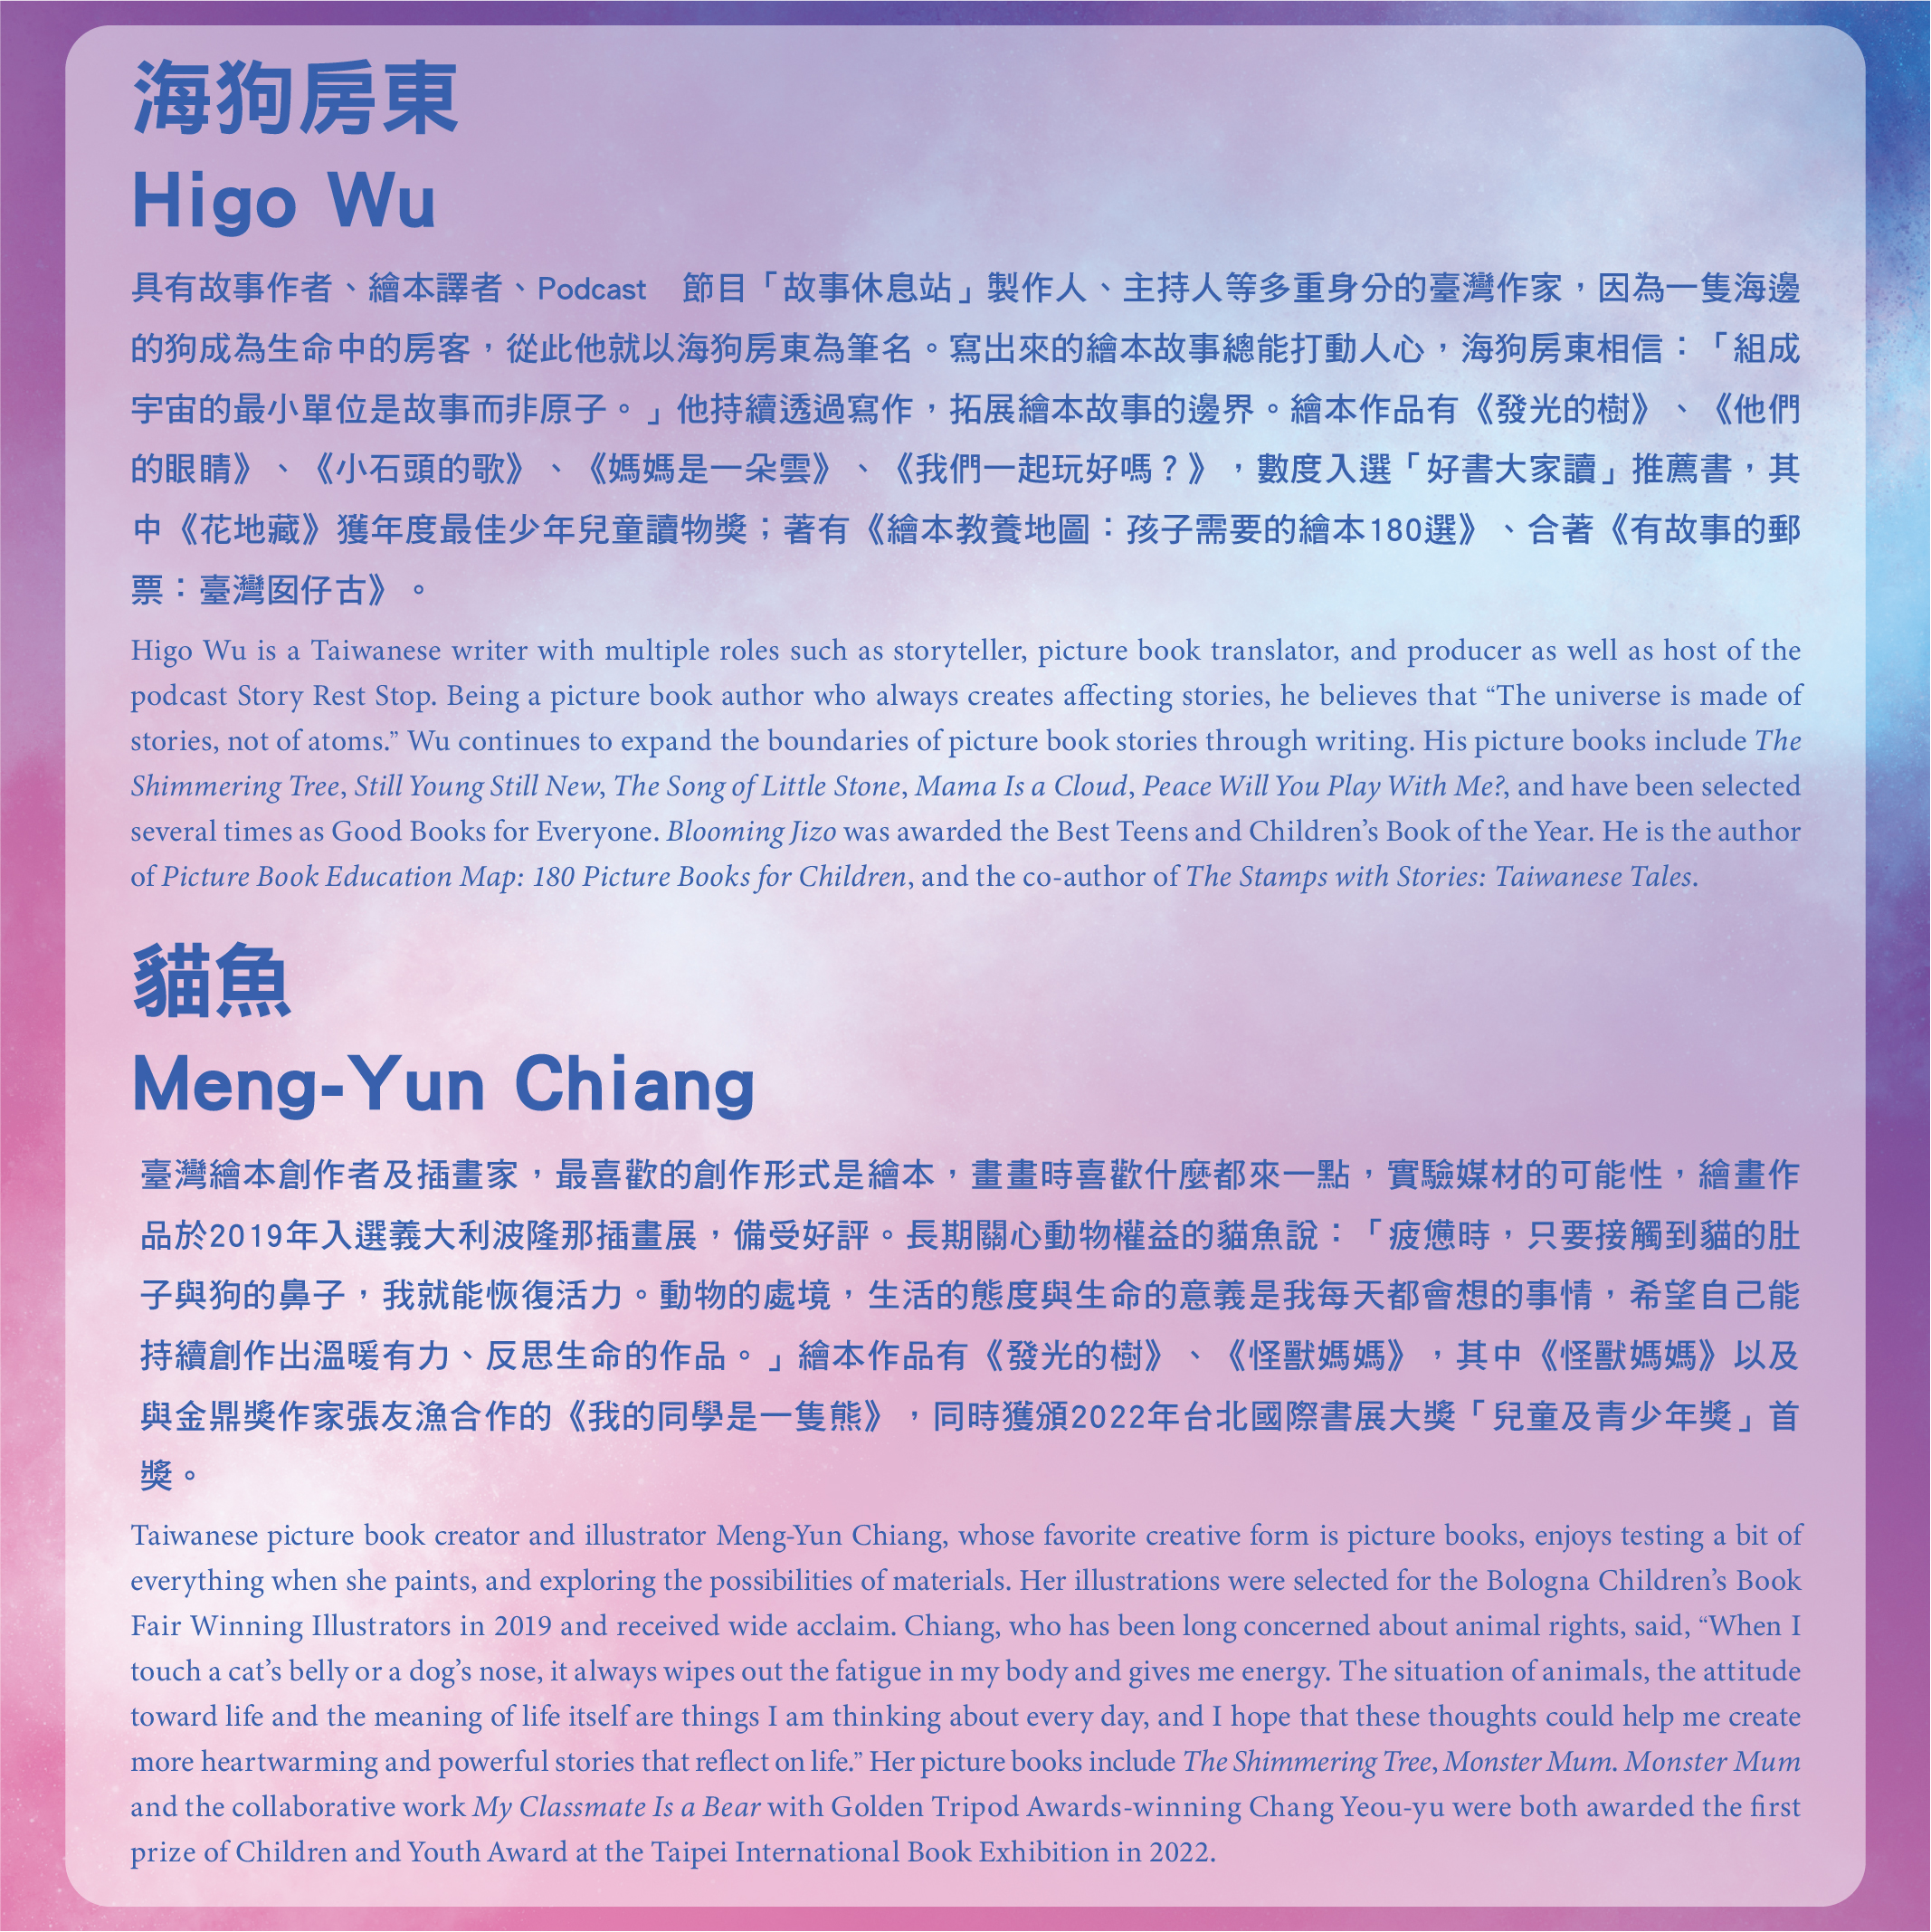 海狗房東
Higo Wu
具有故事作者、繪本譯者、Podcast　節目「故事休息站」製作人、主持人等多重身分的臺灣作家，因為一隻海邊
的狗成為生命中的房客，從此他就以海狗房東為筆名。寫出來的繪本故事總能打動人心，海狗房東相信：「組成
宇宙的最小單位是故事而非原子。」他持續透過寫作，拓展繪本故事的邊界。繪本作品有《發光的樹》、《他們
的眼睛》、《小石頭的歌》、《媽媽是一朵雲》、《我們一起玩好嗎？》，數度入選「好書大家讀」推薦書，其
中《花地藏》獲年度最佳少年兒童讀物獎；著有《繪本教養地圖：孩子需要的繪本180選》、合著《有故事的郵
票：臺灣囡仔古》。
Higo Wu is a Taiwanese writer with multiple roles such as storyteller, picture book translator, and producer as well as host of the
podcast Story Rest Stop. Being a picture book author who always creates affecting stories, he believes that “The universe is made of
stories, not of atoms.” Wu continues to expand the boundaries of picture book stories through writing. His picture books include The
Shimmering Tree, Still Young Still New, The Song of Little Stone, Mama Is a Cloud, Peace Will You Play With Me?, and have been selected
several times as Good Books for Everyone. Blooming Jizo was awarded the Best Teens and Children’s Book of the Year. He is the author
of Picture Book Education Map: 180 Picture Books for Children, and the co-author of The Stamps with Stories: Taiwanese Tales.
貓魚
Meng-Yun Chiang
臺灣繪本創作者及插畫家，最喜歡的創作形式是繪本，畫畫時喜歡什麼都來一點，實驗媒材的可能性，繪畫作
品於2019年入選義大利波隆那插畫展，備受好評。長期關心動物權益的貓魚說：「疲憊時，只要接觸到貓的肚
子與狗的鼻子，我就能恢復活力。動物的處境，生活的態度與生命的意義是我每天都會想的事情，希望自己能
持續創作出溫暖有力、反思生命的作品。」繪本作品有《發光的樹》、《怪獸媽媽》，其中《怪獸媽媽》以及
與金鼎獎作家張友漁合作的《我的同學是一隻熊》，同時獲頒2022年台北國際書展大獎「兒童及青少年獎」首
獎。
Taiwanese picture book creator and illustrator Meng-Yun Chiang, whose favorite creative form is picture books, enjoys testing a bit of
everything when she paints, and exploring the possibilities of materials. Her illustrations were selected for the Bologna Children’s Book
Fair Winning Illustrators in 2019 and received wide acclaim. Chiang, who has been long concerned about animal rights, said, “When I
touch a cat’s belly or a dog’s nose, it always wipes out the fatigue in my body and gives me energy. The situation of animals, the attitude
toward life and the meaning of life itself are things I am thinking about every day, and I hope that these thoughts could help me create
more heartwarming and powerful stories that reflect on life.” Her picture books include The Shimmering Tree, Monster Mum. Monster Mum
and the collaborative work My Classmate Is a Bear with Golden Tripod Awards-winning Chang Yeou-yu were both awarded the first
prize of Children and Youth Award at the Taipei International Book Exhibition in 2022.